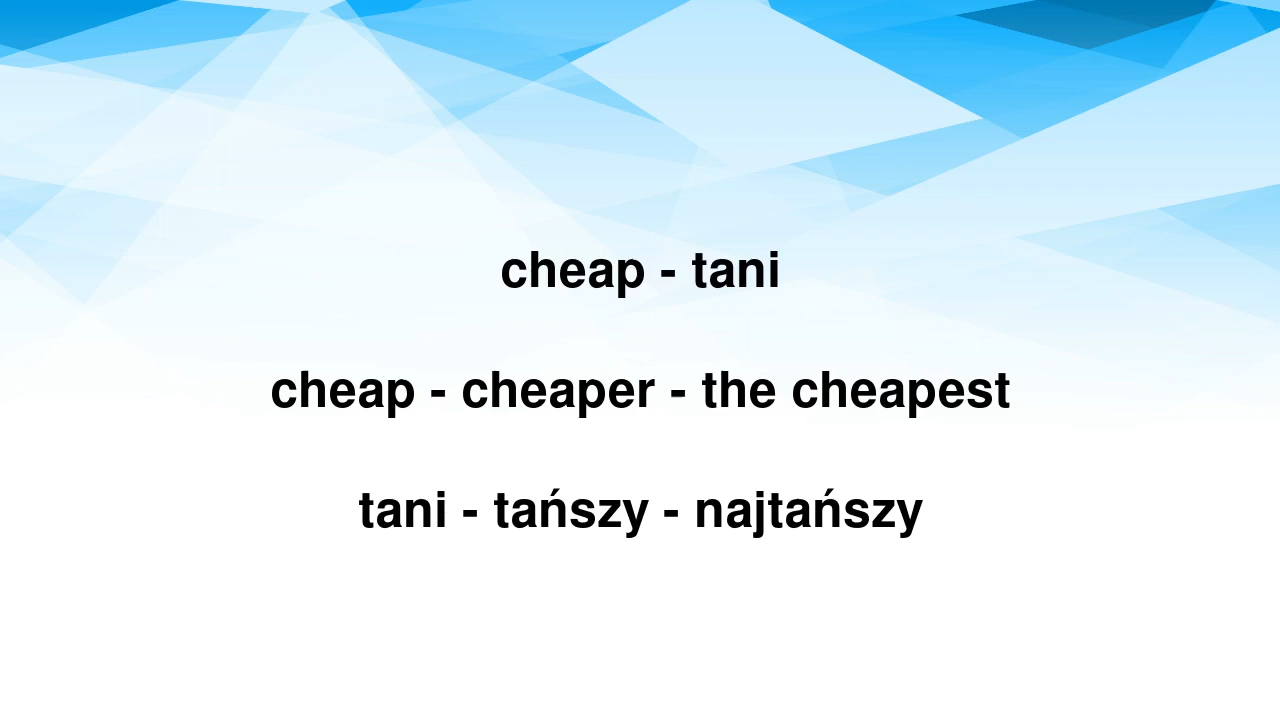 cheap - tani
cheap - cheaper - the cheapest
tani - tańszy - najtańszy